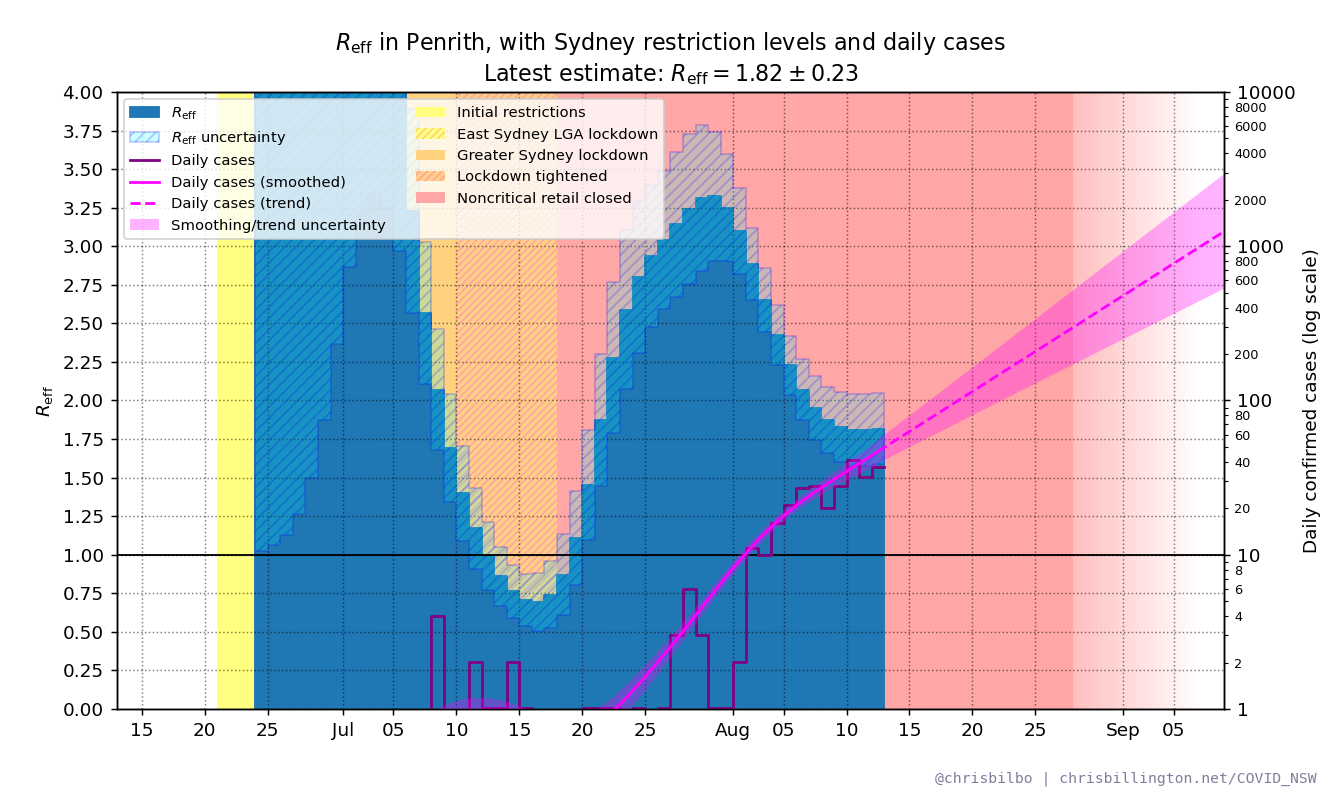 R_eff in Penrith, with Sydney restriction levels and daily cases
Latest estimate: R_eff = 1.82 ± 0.23
R_eff
R_eff uncertainty
Daily cases
Daily cases (smoothed)
Daily cases (trend)
Smoothing/trend uncertainty
Initial restrictions
East Sydney LGA lockdown
Greater Sydney lockdown
Lockdown tightened
Noncritical retail closed
R_eff
4.00
3.75
3.50
3.25
3.00
2.75
2.50
2.25
2.00
1.75
1.50
1.25
1.00
0.75
0.50
0.25
0.00
10000
8000
6000
4000
2000
1000
800
600
400
200
100
80
60
40
20
10
8
6
4
2
1
Daily confirmed cases (log scale)
15 20 25 Jul 05 10 15 20 25 Aug 05 10 15 20 25 Sep 05
@chrisbilbo | chrisbillington.net/COVID_NSW